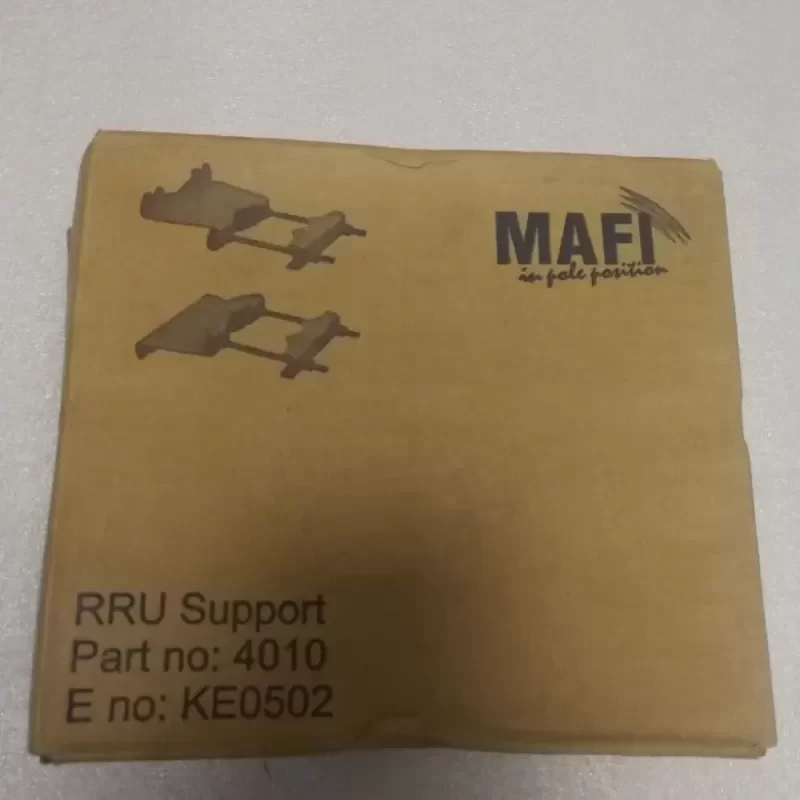 MAFI
in pole position
RRU Support
Part no: 4010
E no: KE0502